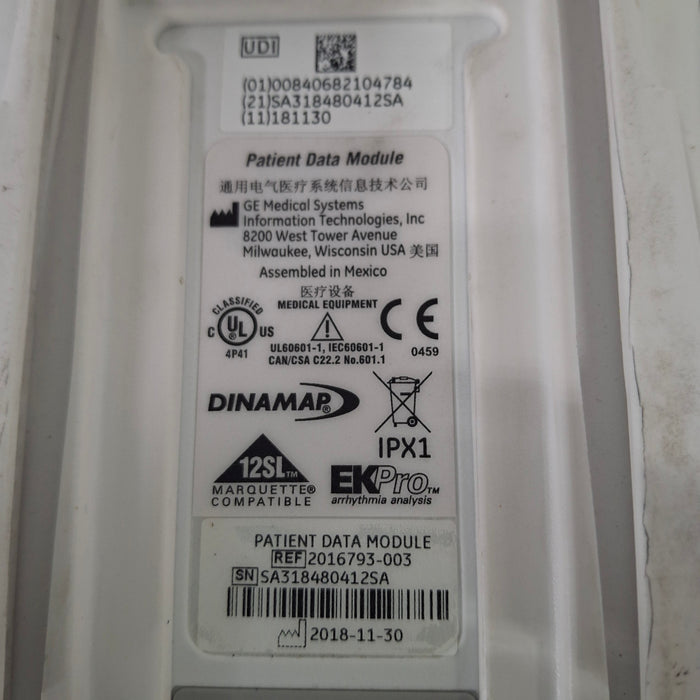 UDI
(01)00840682104784
(21)SA318480412SA
(11)181130
Patient Data Module
通用电气医疗系统信息技术公司
GE Medical Systems
Information Technologies, Inc
8200 West Tower Avenue
Milwaukee, Wisconsin USA 美国
Assembled in Mexico
医疗设备
MEDICAL EQUIPMENT
CLASSIFIED
C UL US
4P41
UL60601-1, IEC60601-1
CAN/CSA C22.2 No.601.1
CE
0459
DINAMAP®
IPX1
12SL™
MARQUETTE®
COMPATIBLE
EKPro™
arrhythmia analysis
PATIENT DATA MODULE
REF 2016793-003
SN SA318480412SA
2018-11-30